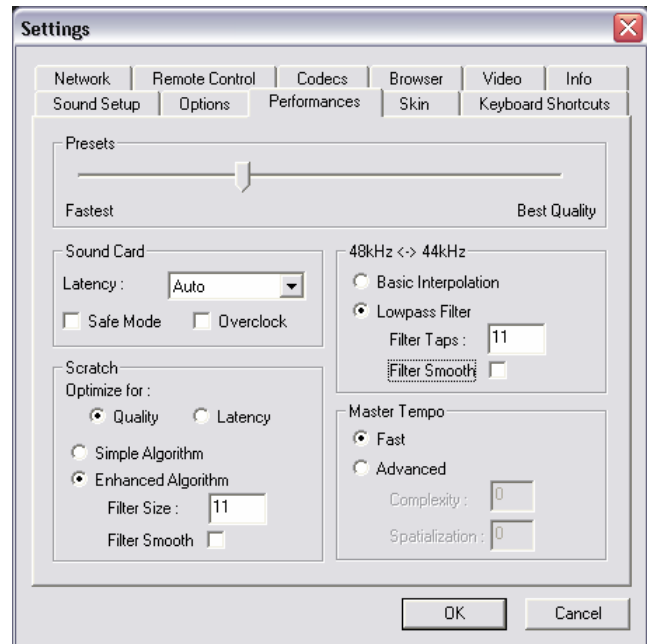 Settings
Network
Remote Control
Codecs
Browser
Video
Info
Sound Setup
Options
Performances
Skin
Keyboard Shortcuts
Presets
Fastest
Best Quality
Sound Card
Latency :
Auto
Safe Mode
Overclock
Scratch
Optimize for :
Quality
Latency
Simple Algorithm
Enhanced Algorithm
Filter Size :
11
Filter Smooth
48kHz <-> 44kHz
Basic Interpolation
Lowpass Filter
Filter Taps :
11
Filter Smooth
Master Tempo
Fast
Advanced
Complexity :
0
Spatialization :
0
OK
Cancel